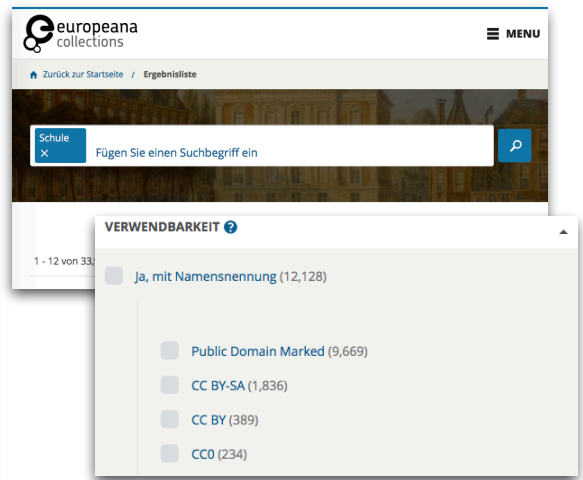 europeana
collections
MENU
Zurück zur Startseite / Ergebnisliste
Schule
×
Fügen Sie einen Suchbegriff ein
1 - 12 von 33,
VERWENDBARKEIT ?
Ja, mit Namensnennung (12,128)
Public Domain Marked (9,669)
CC BY-SA (1,836)
CC BY (389)
CC0 (234)